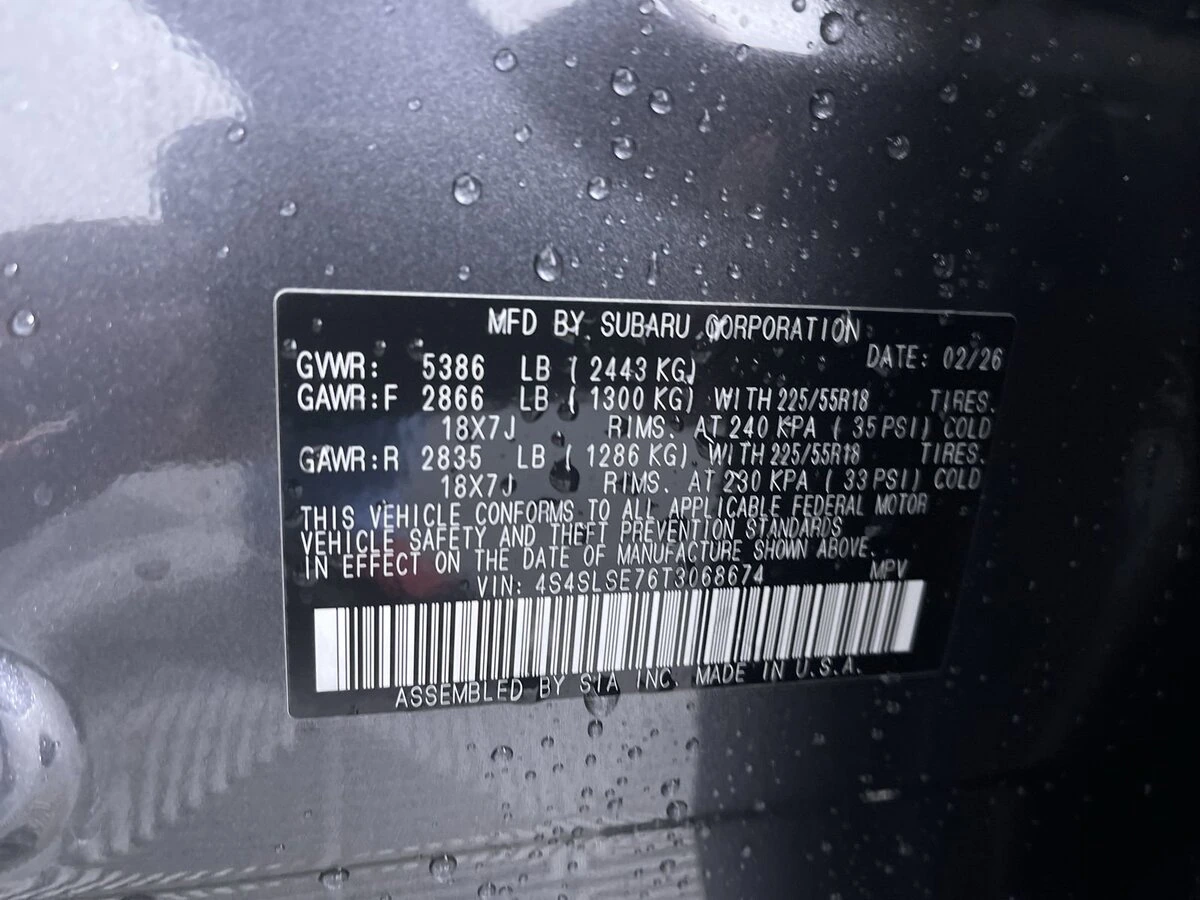 MFD BY SUBARU CORPORATION
DATE: 02/26
GVWR: 5386 LB ( 2443 KG)
GAWR:F 2866 LB ( 1300 KG) WITH 225/55R18 TIRES.
18X7J RIMS. AT 240 KPA ( 35 PSI) COLD
GAWR:R 2835 LB ( 1286 KG) WITH 225/55R18 TIRES.
18X7J RIMS. AT 230 KPA ( 33 PSI) COLD
THIS VEHICLE CONFORMS TO ALL APPLICABLE FEDERAL MOTOR
VEHICLE SAFETY AND THEFT PREVENTION STANDARDS
IN EFFECT ON THE DATE OF MANUFACTURE SHOWN ABOVE.
VIN: 4S4SLSE76T3068674 MPV
ASSEMBLED BY SIA INC. MADE IN U.S.A.